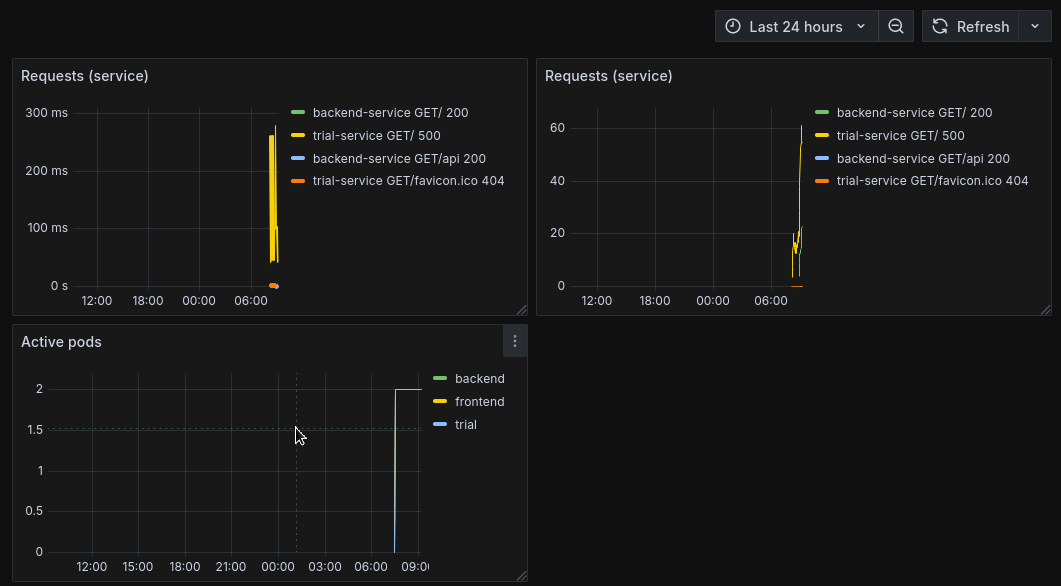 Last 24 hours
Refresh
Requests (service)
300 ms
200 ms
100 ms
0 s
12:00 18:00 00:00 06:00
backend-service GET/ 200
trial-service GET/ 500
backend-service GET/api 200
trial-service GET/favicon.ico 404
Requests (service)
60
40
20
0
12:00 18:00 00:00 06:00
backend-service GET/ 200
trial-service GET/ 500
backend-service GET/api 200
trial-service GET/favicon.ico 404
Active pods
2
1.5
1
0.5
0
12:00 15:00 18:00 21:00 00:00 03:00 06:00 09:0
backend
frontend
trial